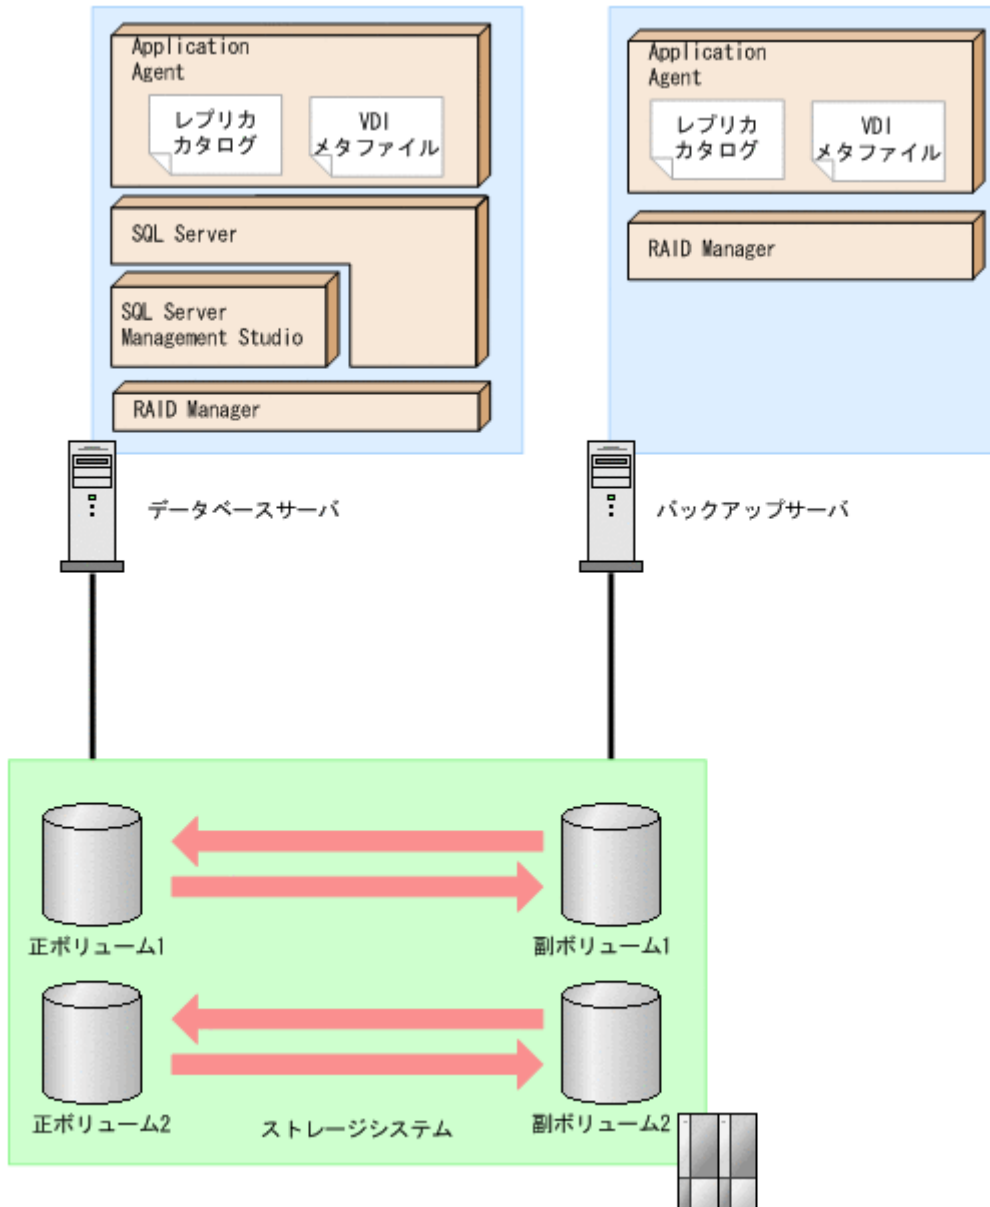 Application
Agent
レプリカ
カタログ
VDI
メタファイル
SQL Server
SQL Server
Management Studio
RAID Manager
データベースサーバ
Application
Agent
レプリカ
カタログ
VDI
メタファイル
RAID Manager
バックアップサーバ
正ボリューム1
副ボリューム1
正ボリューム2
ストレージシステム
副ボリューム2